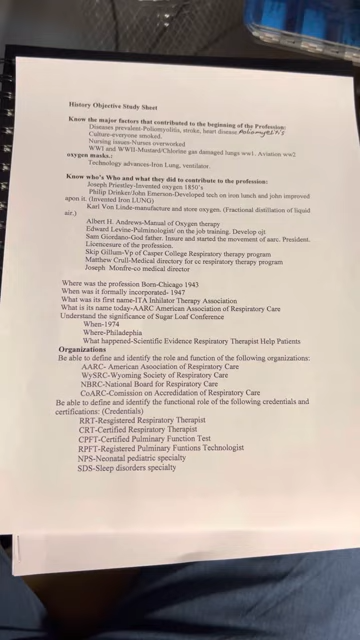 History Objective Study Sheet
Know the major factors that contributed to the beginning of the Profession:
Diseases prevalent-Poliamyolitis, stroke, heart disease.
Culture-everyone smoked.
Nursing issues-Nurses overworked
WW1 and WWII-Mustard/Chlorine gas damaged lungs ww1. Aviation ww2
oxygen masks.:
Technology advances-Iron Lung, ventilator.
Know who's Who and what they did to contribute to the profession:
Joseph Priestley-Invented oxygen 1850's
Philip Drinker/John Emerson-Developed tech on iron lung and john improved
upon it. (Invented Iron LUNG)
Karl Von Linde-manufacture and store oxygen. (Fractional distillation of liquid
air.)
Albert H. Andrews-Manual of Oxygen therapy
Edward Levine-Pulmonologist/ on the job training. Develop ojt
Sam Giordano-God father. Insure and started the movement of aarc. President.
Licencesure of the profession.
Skip Gillum-Vp of Casper College Respiratory therapy program
Matthew Crull-Medical directory for cc respiratory therapy program
Joseph Monfre-co medical director
Where was the profession Born-Chicago 1943
When was it formally incorporated- 1947
What was its first name-ITA Inhilator Therapy Association
What is its name today-AARC American Association of Respiratory Care
Understand the significance of Sugar Loaf Conference
When-1974
Where-Philadephia
What happened-Scientific Evidence Respiratory Therapist Help Patients
Organizations
Be able to define and identify the role and function of the following organizations:
AARC- American Association of Respiratory Care
WySRC-Wyoming Society of Respiratory Care
NBRC-National Board for Respiratory Care
CoARC-Comission on Accredidation of Respiratory Care
Be able to define and identify the functional role of the following credentials and
certifications: (Credentials)
RRT-Resgistered Respiratory Therapist
CRT-Certified Respiratory Therapist
CPFT-Certified Pulmonary Function Test
RPFT-Registered Pulmonary Funtions Technologist
NPS-Neonatal pediatric specialty
SDS-Sleep disorders specialty